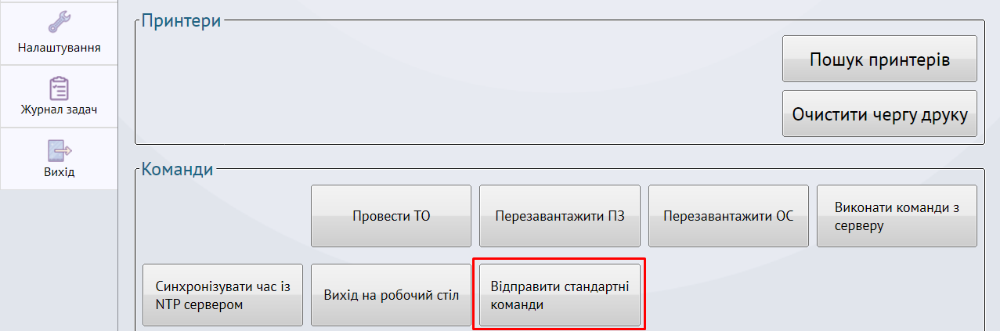 Налаштування
Журнал задач
Вихід
Принтери
Пошук принтерів
Очистити чергу друку
Команди
Провести ТО
Перезавантажити ПЗ
Перезавантажити ОС
Виконати команди з
серверу
Синхронізувати час із
NTP сервером
Вихід на робочий стіл
Відправити стандартні
команди